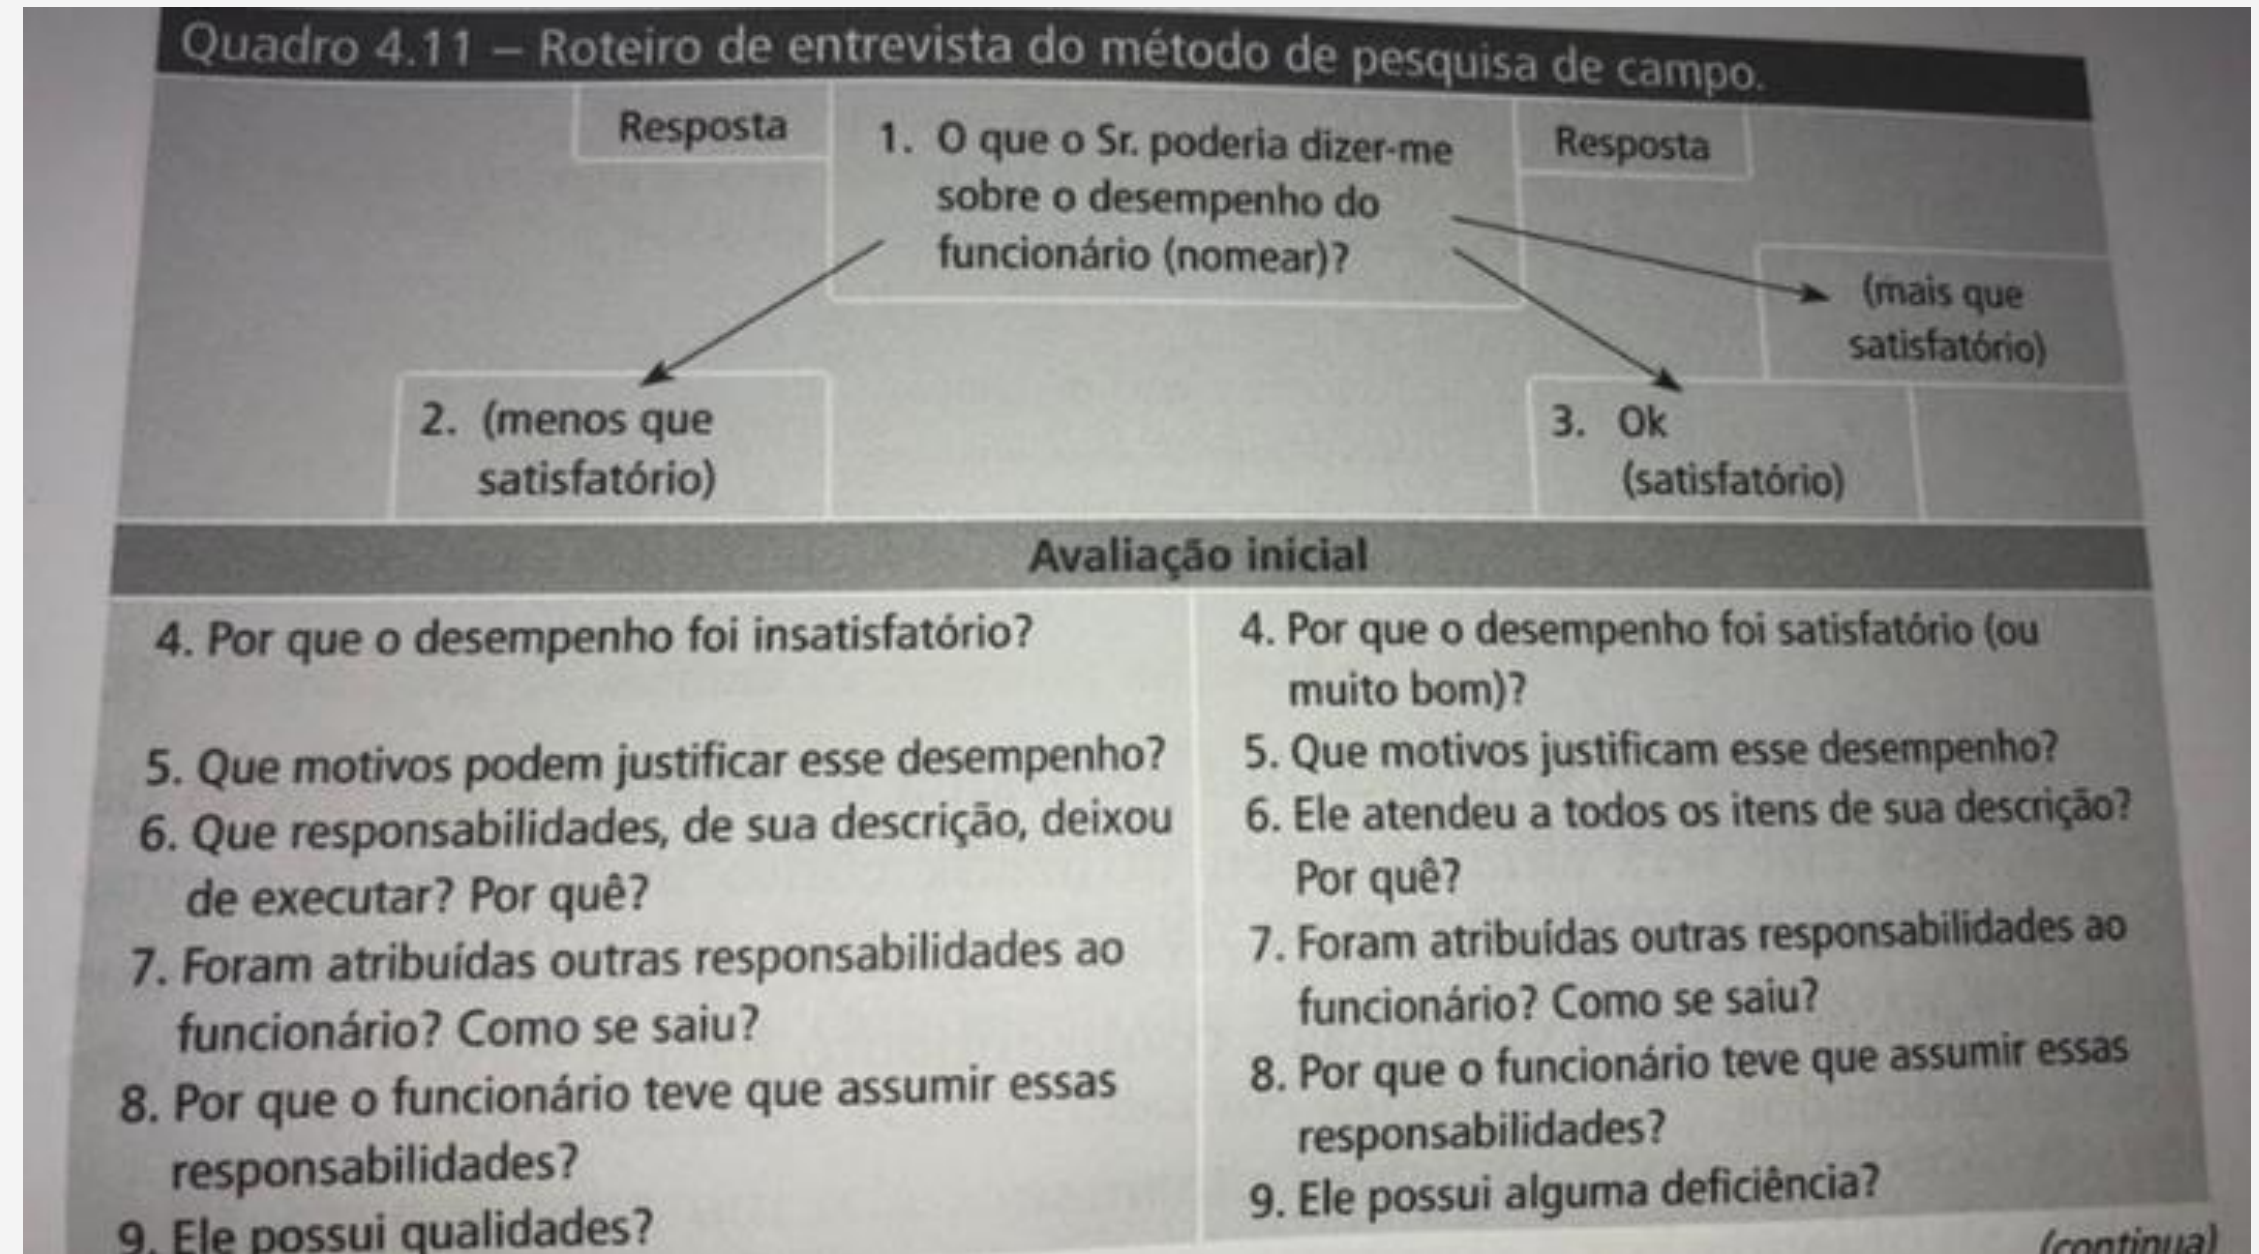 Quadro 4.11 – Roteiro de entrevista do método de pesquisa de campo.
Resposta
1. O que o Sr. poderia dizer-me
sobre o desempenho do
funcionário (nomear)?
Resposta
(mais que
satisfatório)
2. (menos que
satisfatório)
3. Ok
(satisfatório)
Avaliação inicial
4. Por que o desempenho foi insatisfatório?
5. Que motivos podem justificar esse desempenho?
6. Que responsabilidades, de sua descrição, deixou
de executar? Por quê?
7. Foram atribuídas outras responsabilidades ao
funcionário? Como se saiu?
8. Por que o funcionário teve que assumir essas
responsabilidades?
9. Ele possui qualidades?
4. Por que o desempenho foi satisfatório (ou
muito bom)?
5. Que motivos justificam esse desempenho?
6. Ele atendeu a todos os itens de sua descrição?
Por quê?
7. Foram atribuídas outras responsabilidades ao
funcionário? Como se saiu?
8. Por que o funcionário teve que assumir essas
responsabilidades?
9. Ele possui alguma deficiência?
(continua)